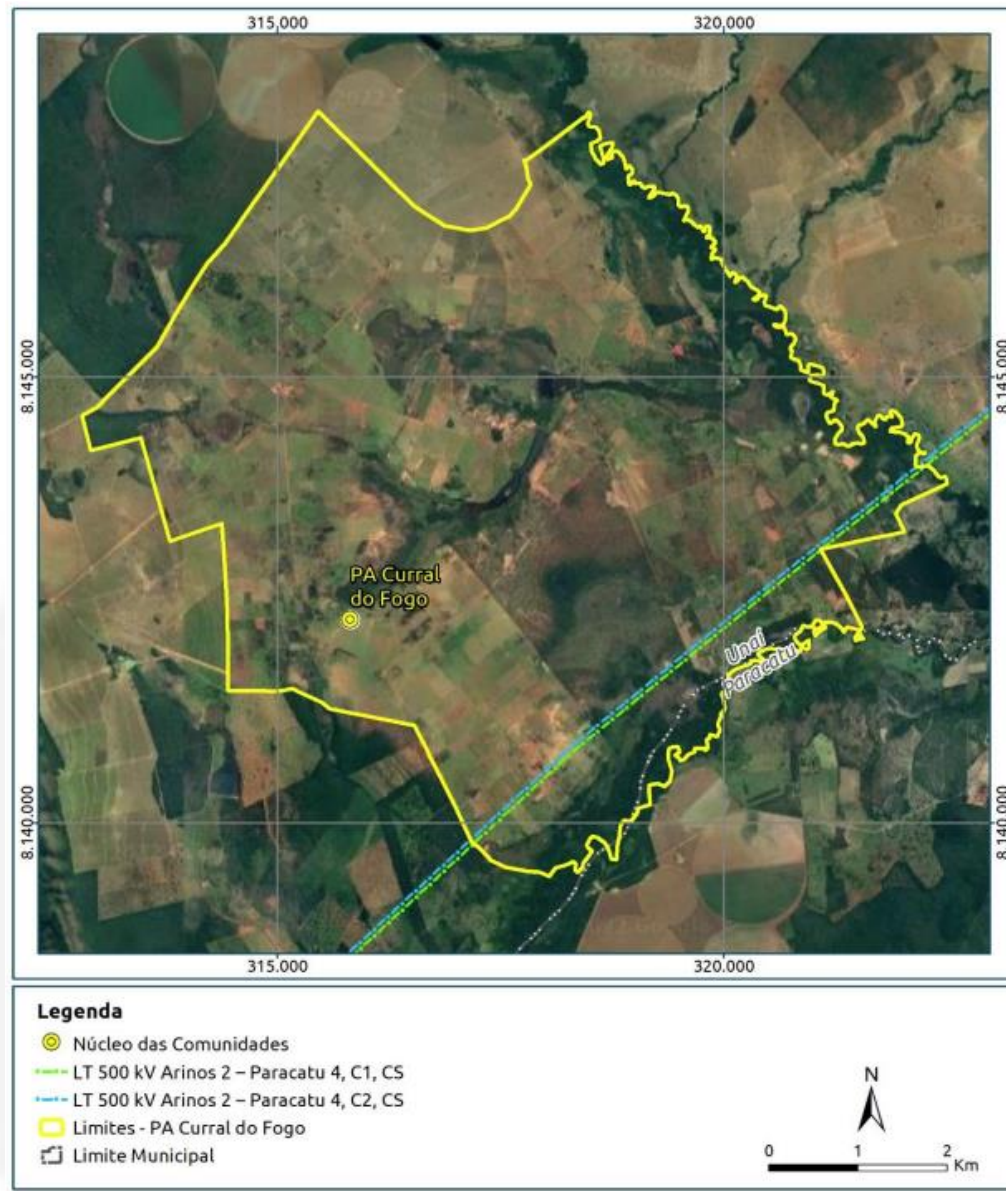 315,000
320.000
8.145.000
8.145.000
PA Curral
do Fogo
Unaí
Paracatu
8.140.000
8.140.000
315.000
320.000
Legenda
Núcleo das Comunidades
LT 500 kV Arinos 2 – Paracatu 4, C1, CS
LT 500 kV Arinos 2 – Paracatu 4, C2, CS
Limites - PA Curral do Fogo
Limite Municipal
N
0 1 2
Km